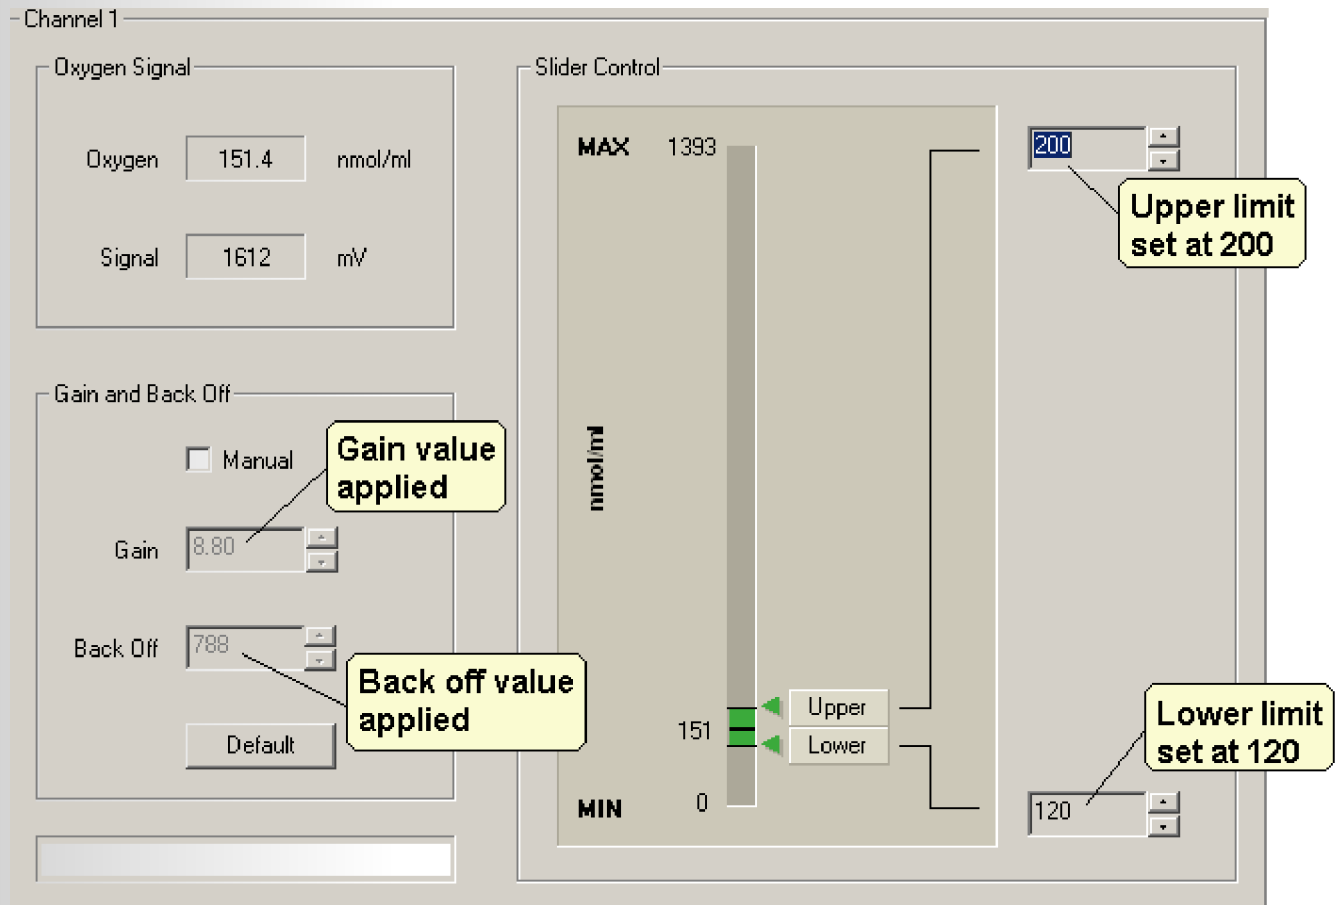 Channel 1
Oxygen Signal
Oxygen 151.4 nmol/ml
Signal 1612 mV
Gain and Back Off
Manual
Gain value
applied
Gain 8.80
Back Off 788
Back off value
applied
Default
Slider Control
MAX 1393
200
Upper limit
set at 200
nmol/ml
Upper
151
Lower
Lower limit
set at 120
MIN 0
120